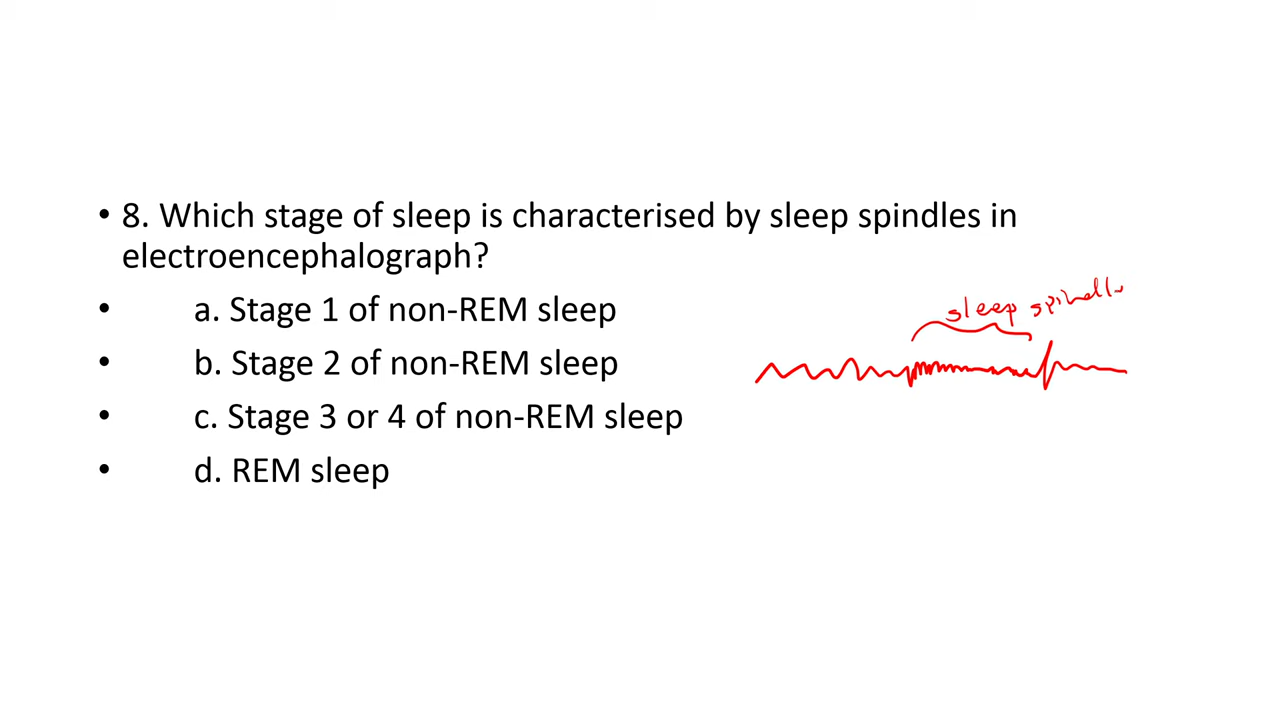 • 8. Which stage of sleep is characterised by sleep spindles in
electroencephalograph?
• a. Stage 1 of non-REM sleep
sleep spindles
• b. Stage 2 of non-REM sleep
• c. Stage 3 or 4 of non-REM sleep
• d. REM sleep